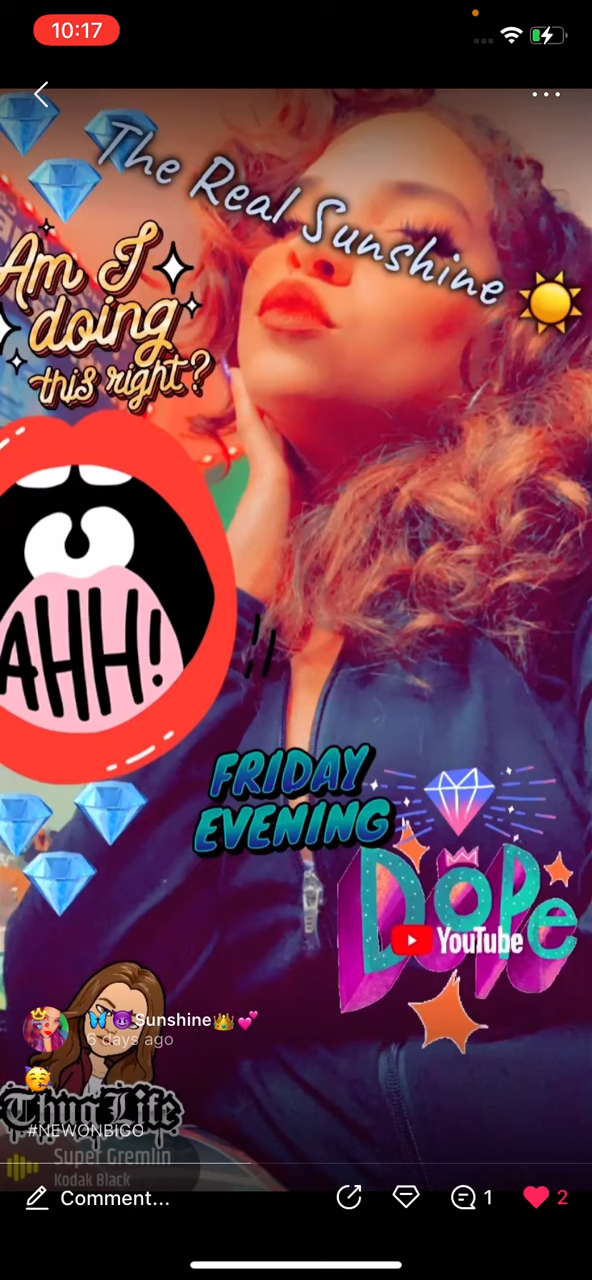 10:17
The Real Sunshine
Am I
doing
this right?
AHH!
FRIDAY
EVENING
DOPe
YouTube
Sunshine
6 days ago
Thug Life
#NEWONBIGO
Super Gremlin
Kodak Black
Comment...
1
2